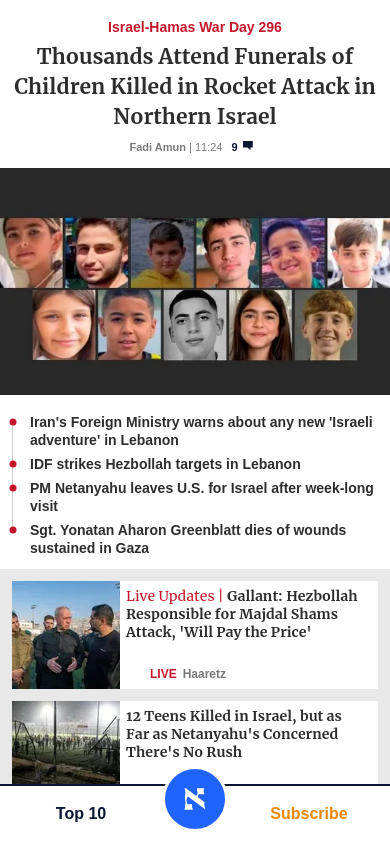 Israel-Hamas War Day 296
Thousands Attend Funerals of
Children Killed in Rocket Attack in
Northern Israel
Fadi Amun | 11:24 9
Iran's Foreign Ministry warns about any new 'Israeli
adventure' in Lebanon
IDF strikes Hezbollah targets in Lebanon
PM Netanyahu leaves U.S. for Israel after week-long
visit
Sgt. Yonatan Aharon Greenblatt dies of wounds
sustained in Gaza
Live Updates | Gallant: Hezbollah
Responsible for Majdal Shams
Attack, 'Will Pay the Price'
LIVE Haaretz
12 Teens Killed in Israel, but as
Far as Netanyahu's Concerned
There's No Rush
Top 10
א
Subscribe